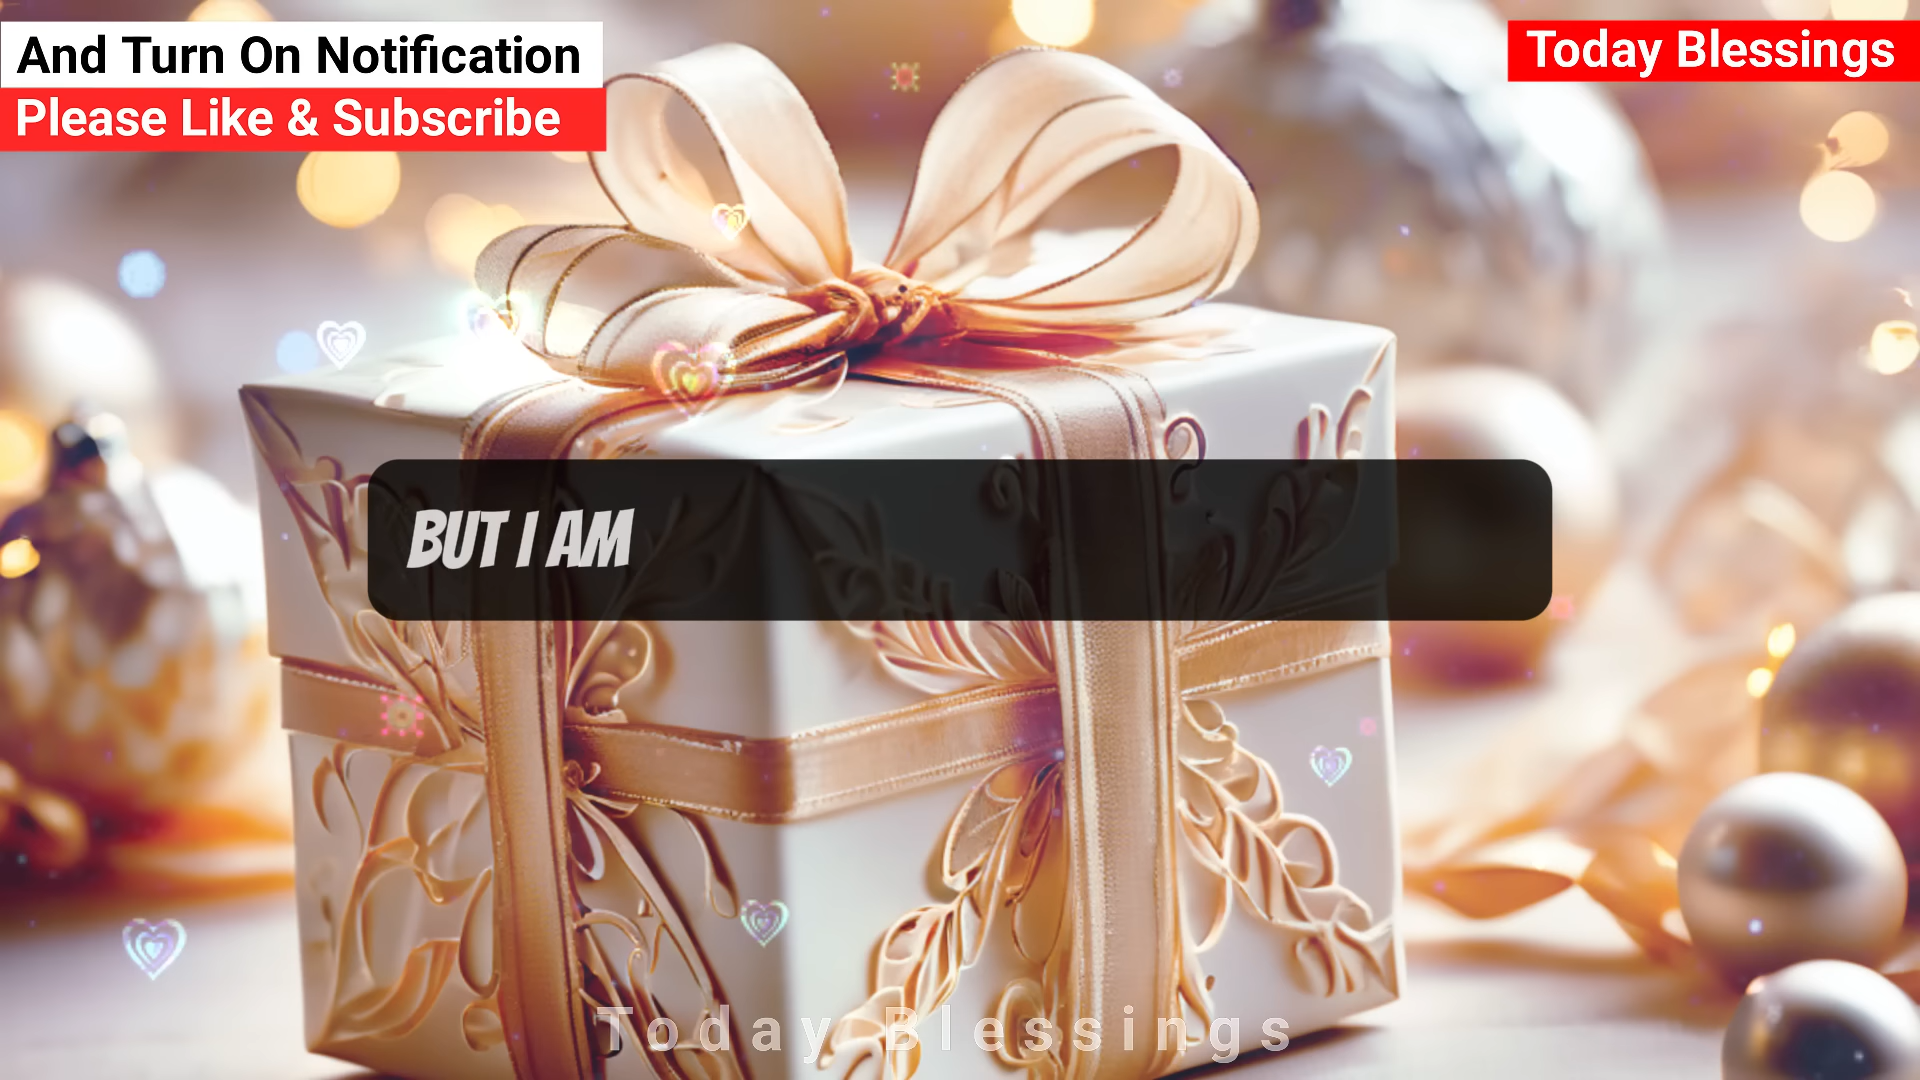 And Turn On Notification
Please Like & Subscribe
Today Blessings
BUT I AM
Today Blessings